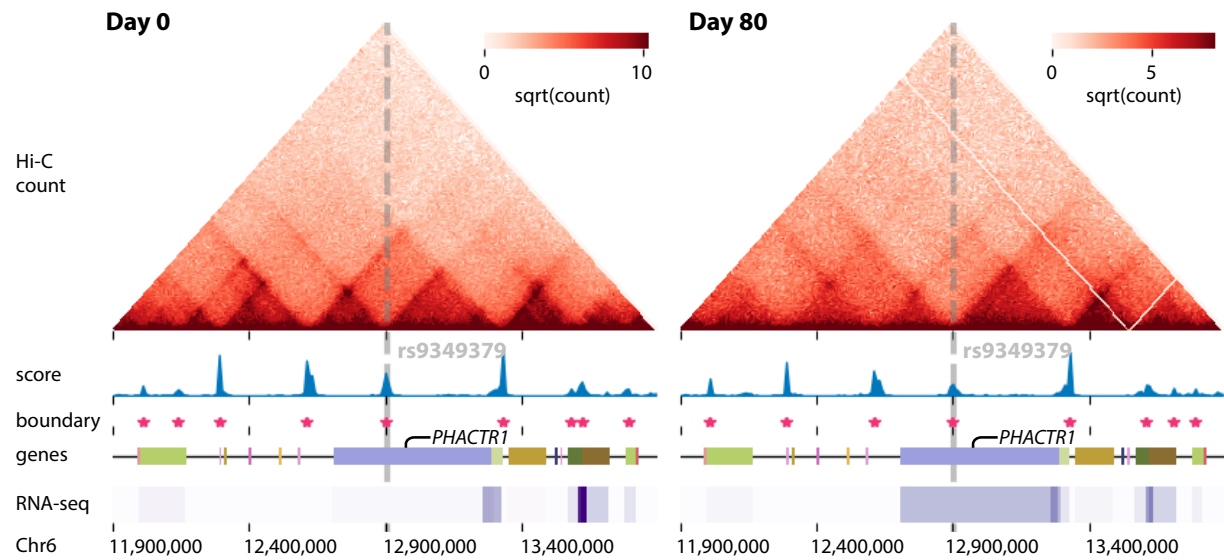 Day 0
Day 80
0 10
sqrt(count)
0 5
sqrt(count)
Hi-C
count
rs9349379
rs9349379
score
boundary
genes
PHACTR1
PHACTR1
RNA-seq
Chr6
11,900,000 12,400,000 12,900,000 13,400,000
11,900,000 12,400,000 12,900,000 13,400,000